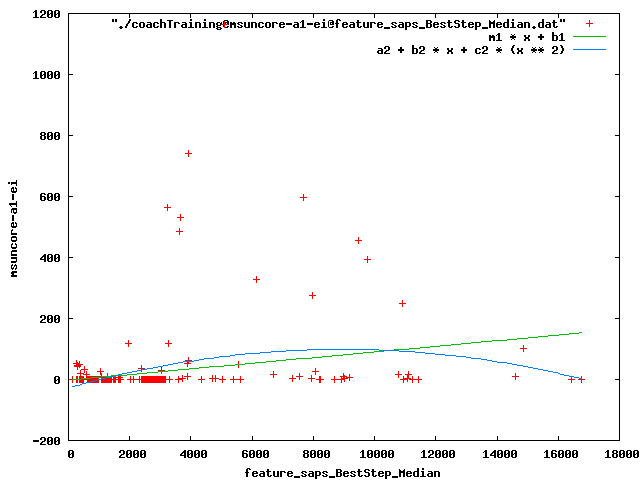 1200
1000
800
600
400
200
0
-200
0 2000 4000 6000 8000 10000 12000 14000 16000 18000
msuncore-a1-ei
feature_saps_BestStep_Median
"./coachTraining@msuncore-a1-ei@feature_saps_BestStep_Median.dat"
m1 * x + b1
a2 + b2 * x + c2 * (x ** 2)